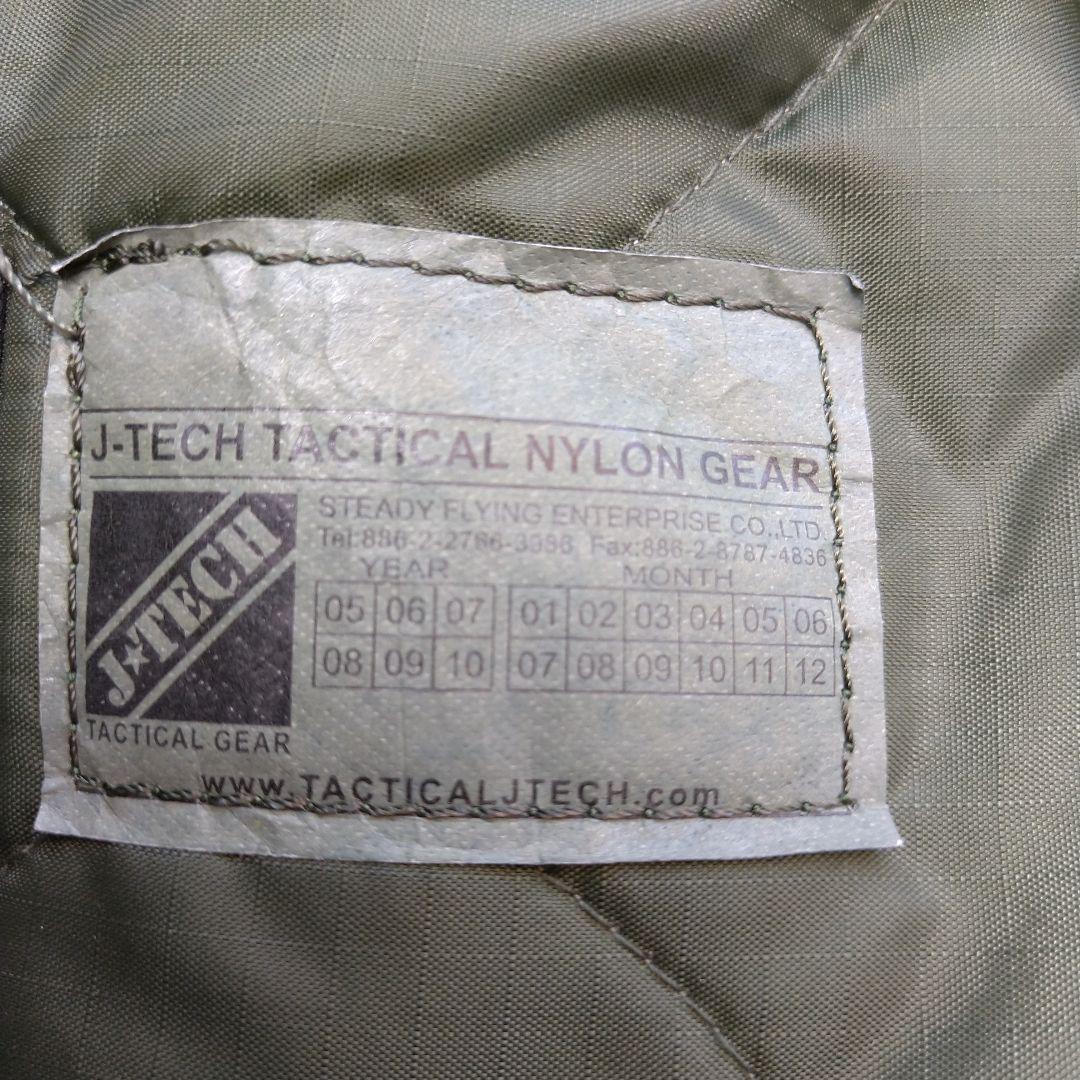 J-TECH TACTICAL NYLON GEAR
STEADY FLYING ENTERPRISE CO.,LTD.
Tel:886-2-2786-3386 Fax:886-2-8787-4836
YEAR MONTH
05 06 07 01 02 03 04 05 06
08 09 10 07 08 09 10 11 12
J★TECH
TACTICAL GEAR
www.TACTICALJTECH.com